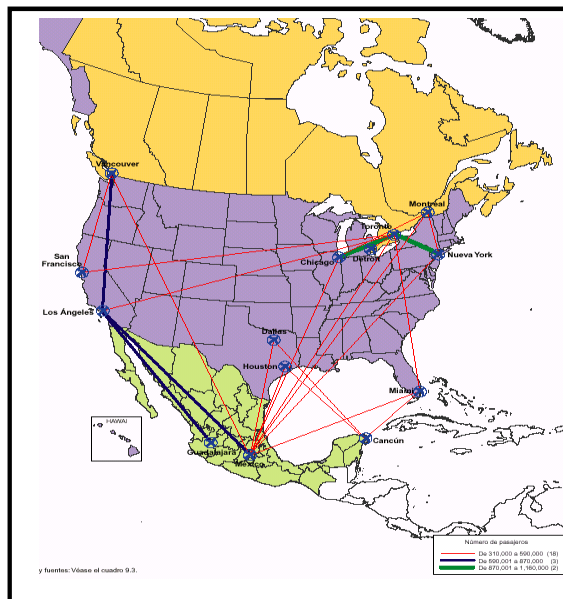 Vancouver
Montreal
Toronto
San
Francisco
Chicago
Detroit
Nueva York
Los Ángeles
Dallas
Houston
Miami
HAWAI
Guadalajara
México
Cancún
Número de pasajeros
De 310,000 a 590,000 (18)
De 590,001 a 870,000 (3)
De 870,001 a 1,160,000 (2)
y fuentes: Véase el cuadro 9.3.